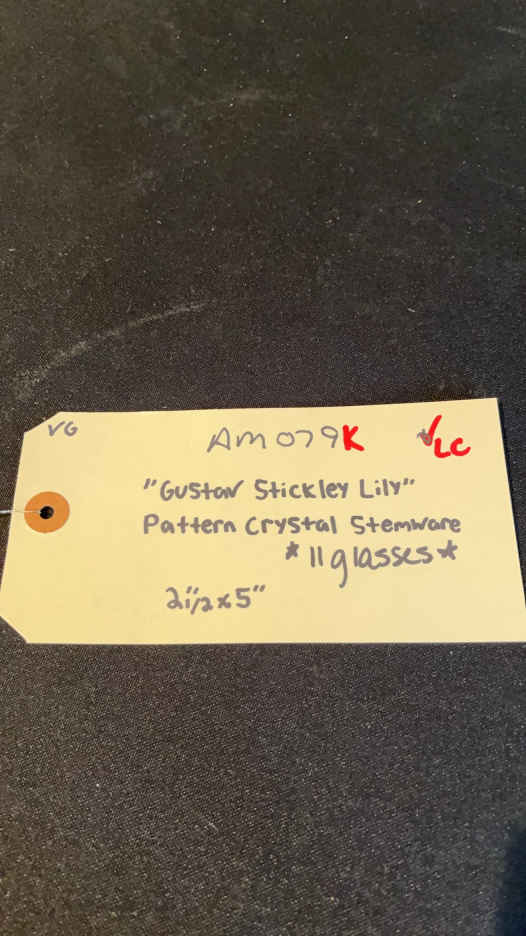 VG
AM079K ✓LC
"Gustav Stickley Lily"
Pattern Crystal Stemware
*11 glasses*
2 1/2 x 5"